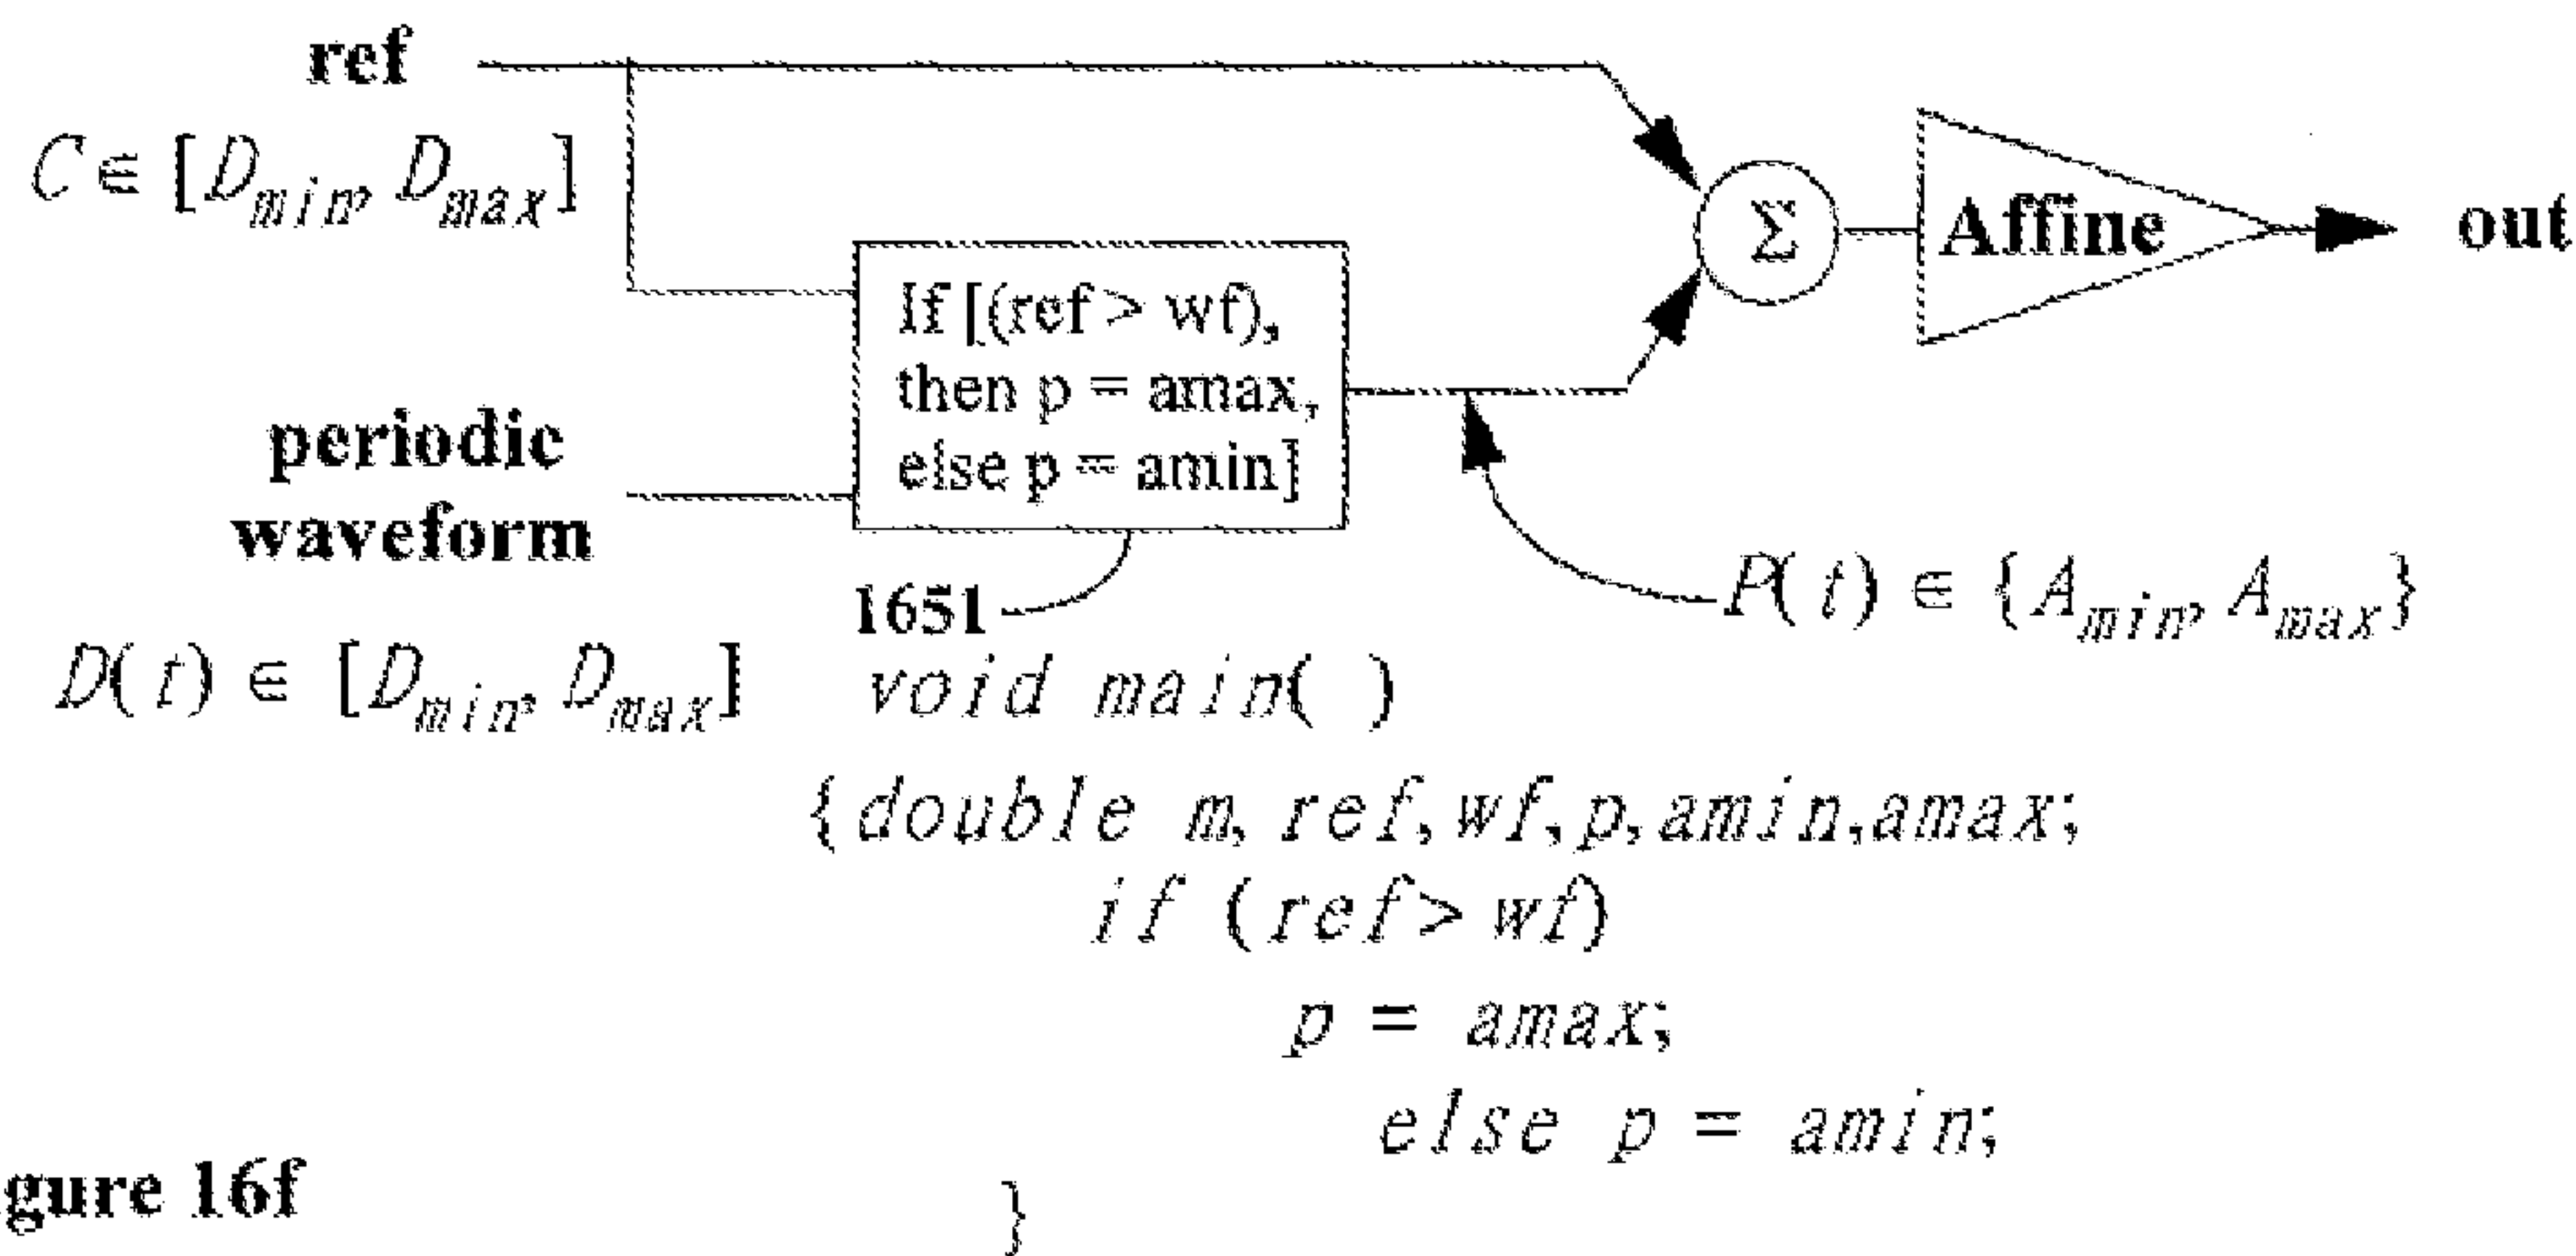 ref
C ∈ [D_min, D_max]
Σ
Affine
out
If [(ref > wf),
then p = amax,
else p = amin]
periodic
waveform
1651
P(t) ∈ {A_min, A_max}
D(t) ∈ [D_min, D_max]
void main( )
{double m, ref, wf, p, amin, amax;
if (ref > wf)
p = amax;
else p = amin;
}
gure 16f